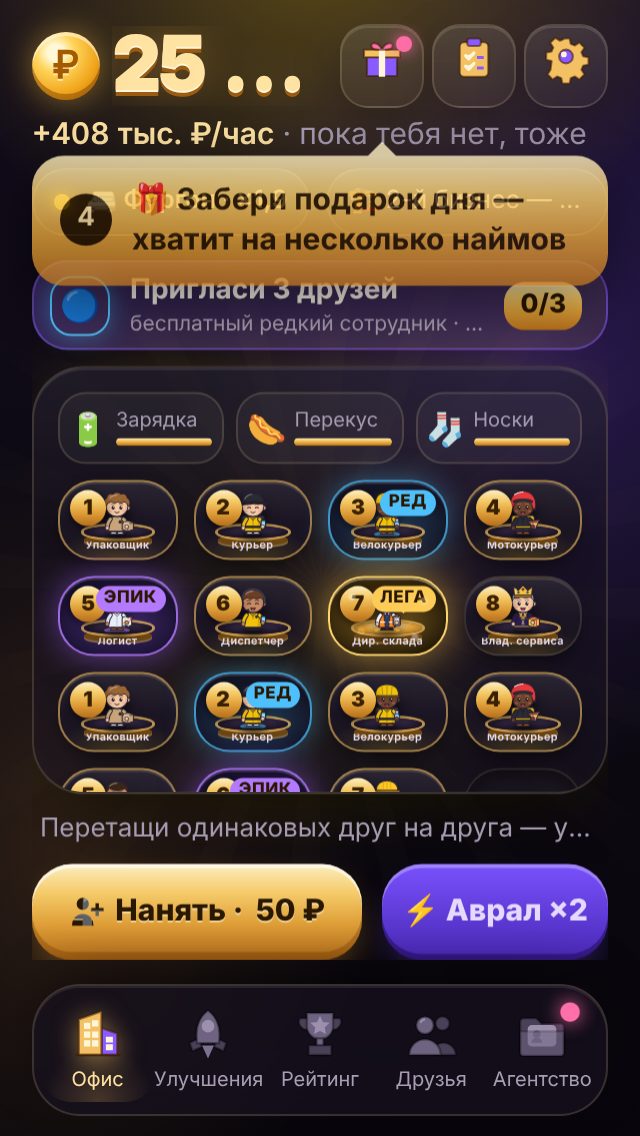 ₽ 25 ...
+408 тыс. ₽/час · пока тебя нет, тоже
4
🎁 Забери подарок дня —
хватит на несколько наймов
Пригласи 3 друзей
бесплатный редкий сотрудник · ...
0/3
Зарядка Перекус Носки
1 2 3 РЕД 4
Упаковщик Курьер Велокурьер Мотокурьер
5 ЭПИК 6 7 ЛЕГА 8
Логист Диспетчер Дир. склада Влад. сервиса
1 2 РЕД 3 4
Упаковщик Курьер Велокурьер Мотокурьер
ЭПИК
Перетащи одинаковых друг на друга — у...
Нанять · 50 ₽
⚡ Аврал ×2
Офис Улучшения Рейтинг Друзья Агентство